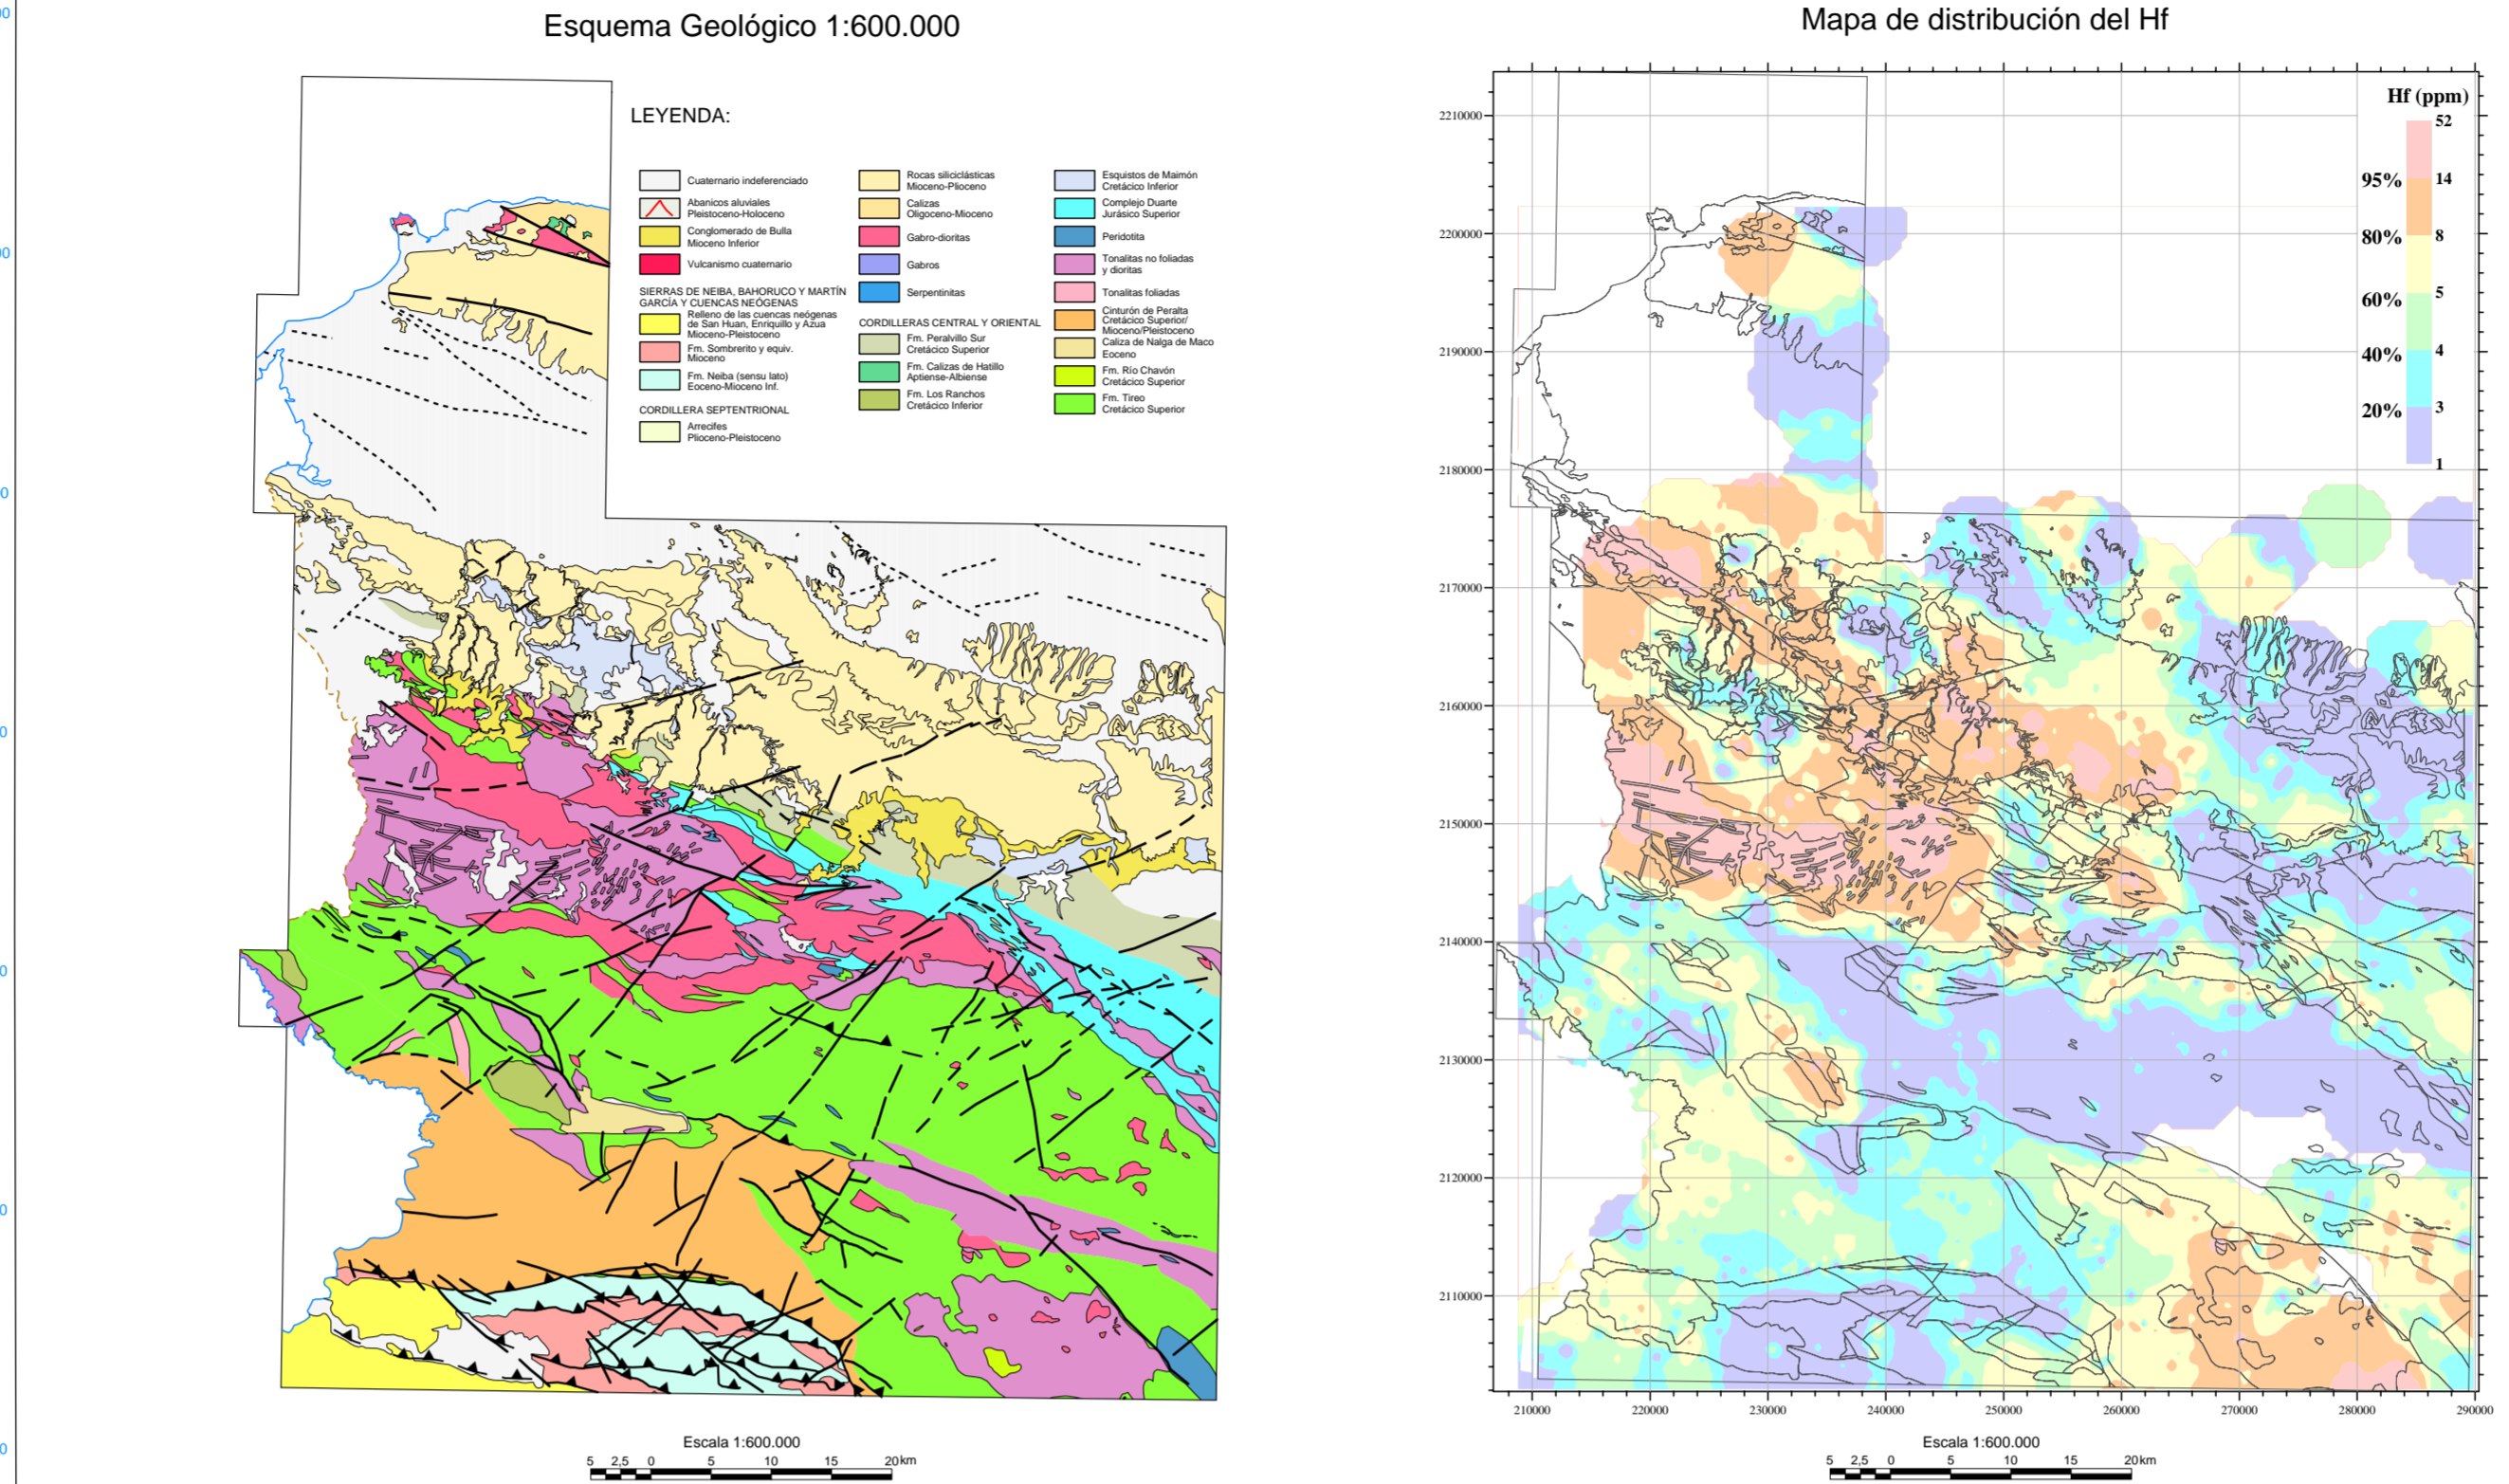 Esquema Geológico 1:600.000
LEYENDA:
Cuaternario indeferenciado
Abanicos aluviales
Pleistoceno-Holoceno
Conglomerado de Bulla
Mioceno Inferior
Vulcanismo cuaternario
SIERRAS DE NEIBA, BAHORUCO Y MARTÍN
GARCÍA Y CUENCAS NEÓGENAS
Relleno de las cuencas neógenas
de San Huan, Enriquillo y Azua
Mioceno-Pleistoceno
Fm. Sombrerito y equiv.
Mioceno
Fm. Neiba (sensu lato)
Eoceno-Mioceno Inf.
CORDILLERA SEPTENTRIONAL
Arrecifes
Plioceno-Pleistoceno
Rocas siliciclásticas
Mioceno-Plioceno
Calizas
Oligoceno-Mioceno
Gabro-dioritas
Gabros
Serpentinitas
CORDILLERAS CENTRAL Y ORIENTAL
Fm. Peralvillo Sur
Cretácico Superior
Fm. Calizas de Hatillo
Aptiense-Albiense
Fm. Los Ranchos
Cretácico Inferior
Esquistos de Maimón
Cretácico Inferior
Complejo Duarte
Jurásico Superior
Peridotita
Tonalitas no foliadas
y dioritas
Tonalitas foliadas
Cinturón de Peralta
Cretácico Superior/
Mioceno/Pleistoceno
Caliza de Nalga de Maco
Eoceno
Fm. Río Chavón
Cretácico Superior
Fm. Tireo
Cretácico Superior
Escala 1:600.000
5 2,5 0 5 10 15 20 km
Mapa de distribución del Hf
Hf (ppm)
52
95% 14
80% 8
60% 5
40% 4
20% 3
1
2210000
2200000
2190000
2180000
2170000
2160000
2150000
2140000
2130000
2120000
2110000
210000 220000 230000 240000 250000 260000 270000 280000 290000
Escala 1:600.000
5 2,5 0 5 10 15 20 km